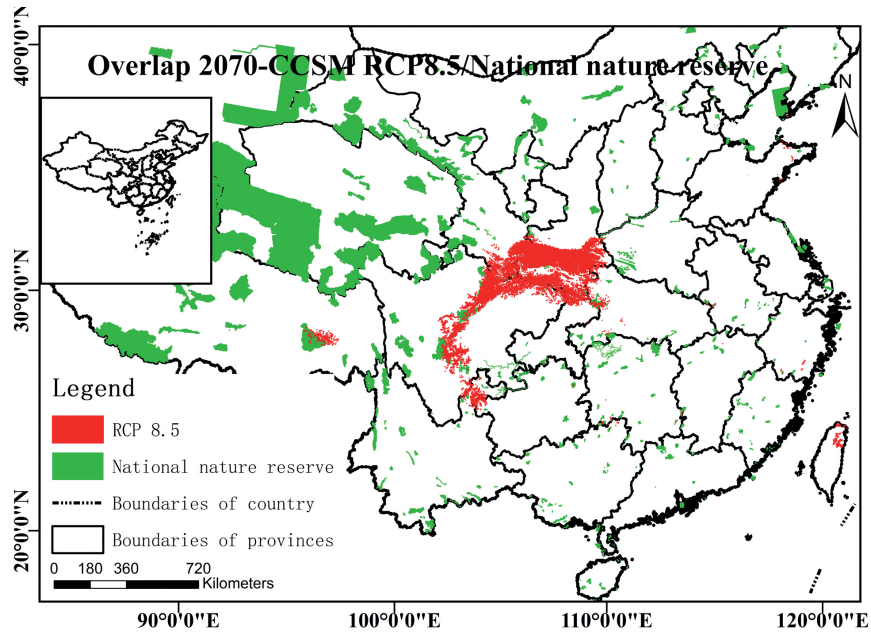 Overlap 2070-CCSM RCP8.5/National nature reserve
N
40°0'0"N
30°0'0"N
20°0'0"N
Legend
RCP 8.5
National nature reserve
Boundaries of country
Boundaries of provinces
0 180 360 720
Kilometers
90°0'0"E 100°0'0"E 110°0'0"E 120°0'0"E